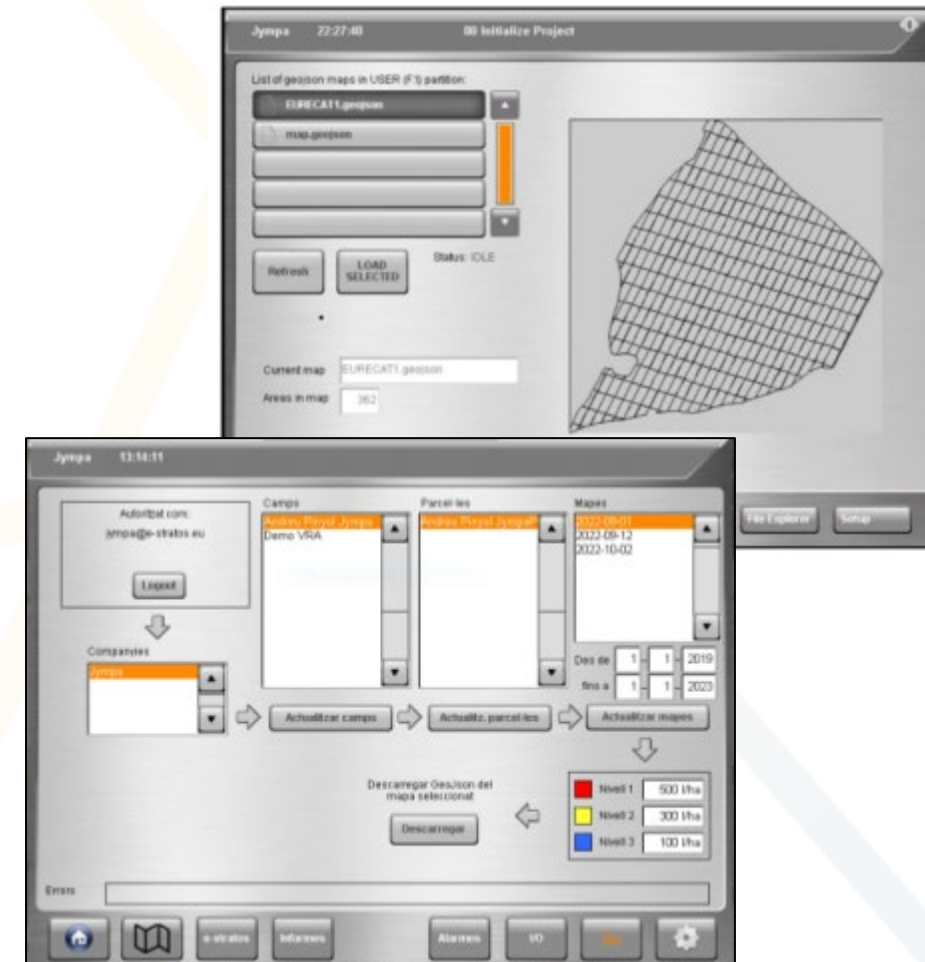 Jympa 22:27:40 00 Initialize Project
List of geojson maps in USER (F:\) partition:
EURECAT1.geojson
map.geojson
Refresh
LOAD SELECTED
Status: IDLE
Current map EURECAT1.geojson
Areas in map 362
File Explorer Setup
Jympa 13:14:11
Autoritzat com:
jympa@e-stratos.eu
Logout
Companyies
Jympa
Camps
Andreu Pinyol Jympa
Demo VRA
Parcel·les
Andreu Pinyol Jympa
Mapes
2022-09-01
2022-09-12
2022-10-02
Des de 1 - 1 - 2019
fins a 1 - 1 - 2023
Actualitzar camps
Actualitz. parcel·les
Actualitzar mapes
Descarregar GeoJson del
mapa seleccionat
Descarregar
Nivell 1 500 l/ha
Nivell 2 300 l/ha
Nivell 3 100 l/ha
Errors
e-stratos Informes Alarmes I/O